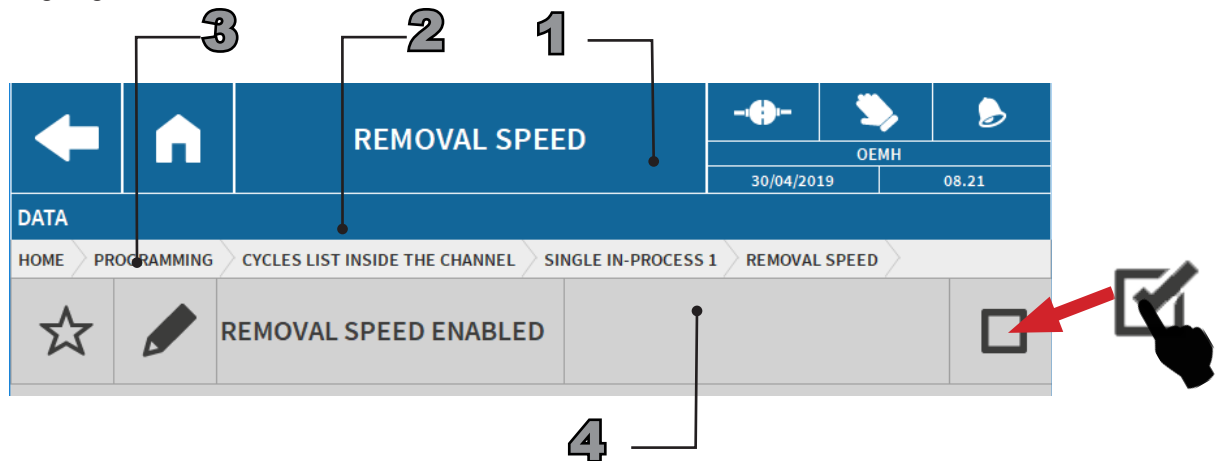 3 2 1
REMOVAL SPEED
OEMH
30/04/2019 08.21
DATA
HOME PROGRAMMING CYCLES LIST INSIDE THE CHANNEL SINGLE IN-PROCESS 1 REMOVAL SPEED
REMOVAL SPEED ENABLED
4